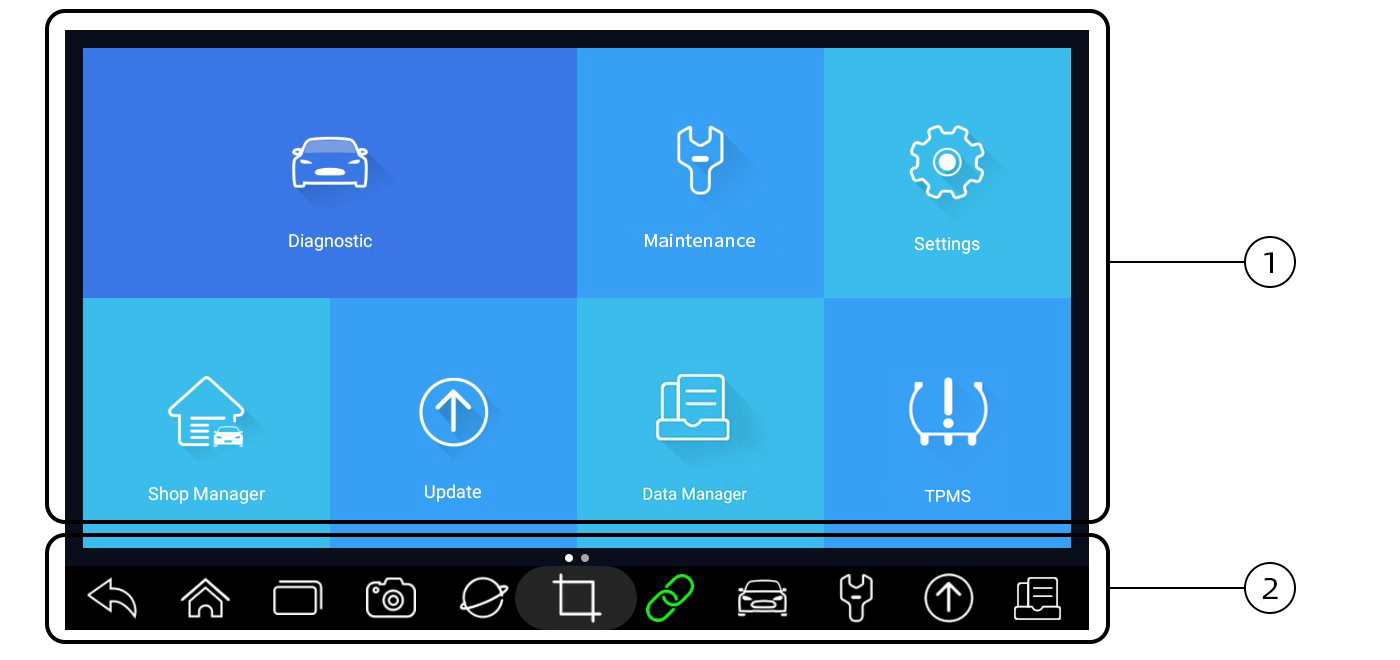 Diagnostic
Maintenance
Settings
1
Shop Manager
Update
Data Manager
TPMS
2